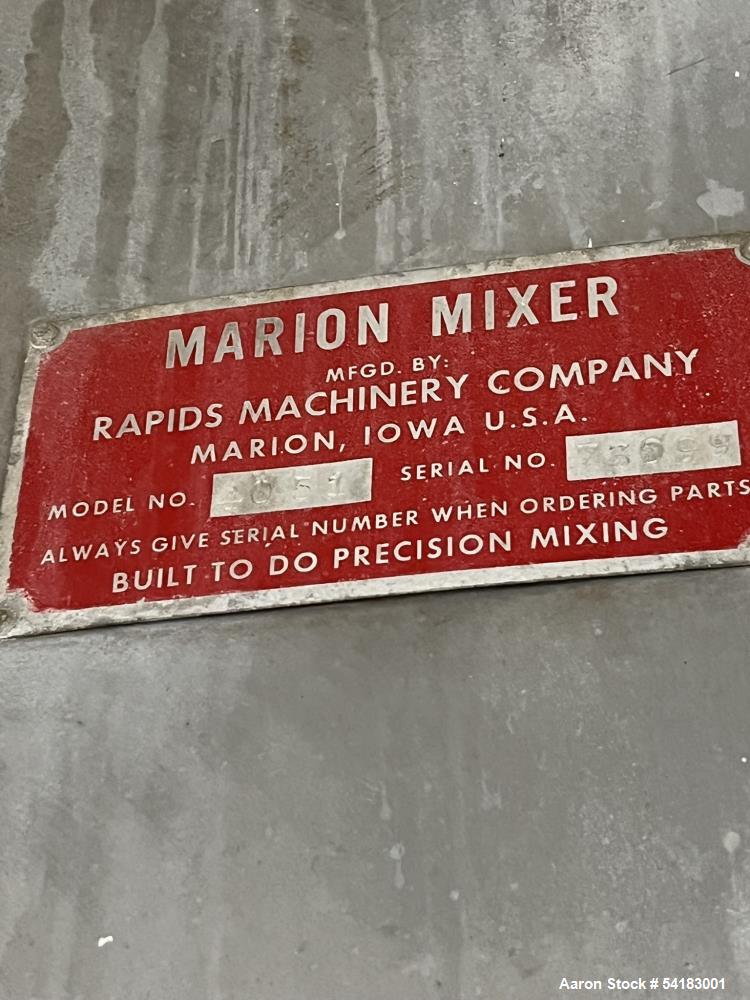 MARION MIXER
MFGD. BY:
RAPIDS MACHINERY COMPANY
MARION, IOWA U.S.A.
MODEL NO. SERIAL NO.
ALWAYS GIVE SERIAL NUMBER WHEN ORDERING PARTS
BUILT TO DO PRECISION MIXING
Aaron Stock # 54183001